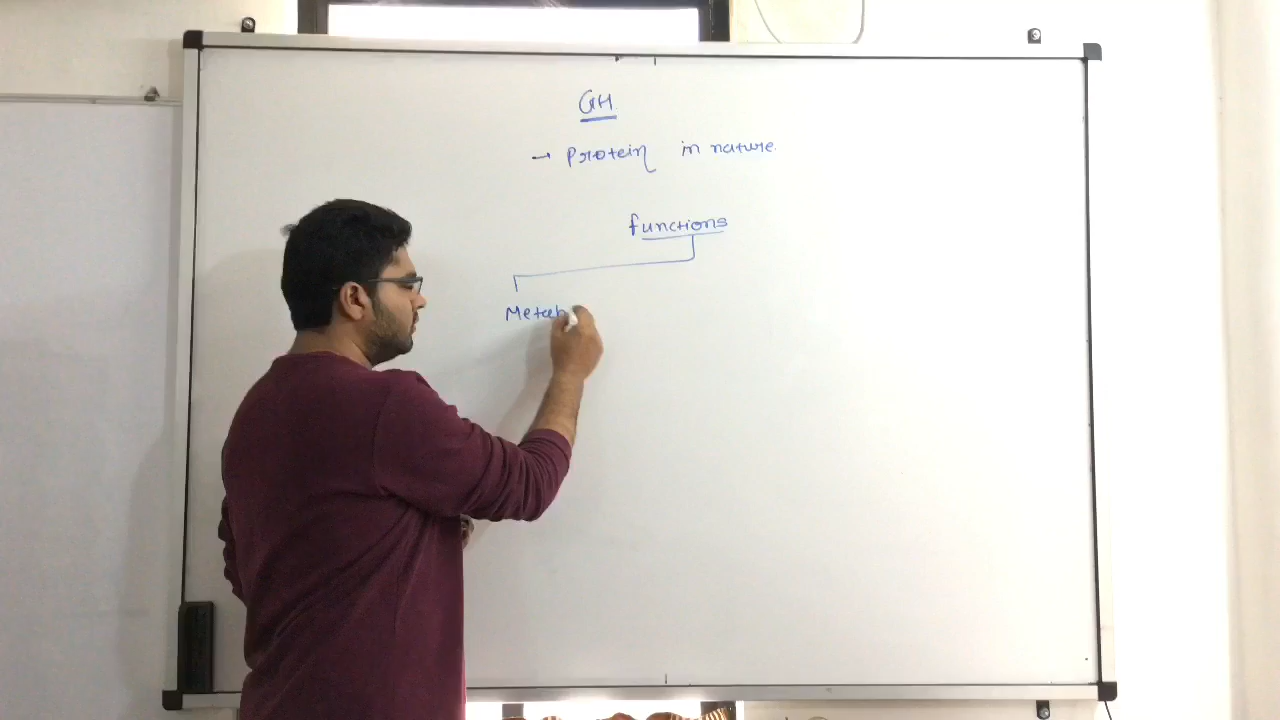 GH
→ Protein in nature.
functions
Metab